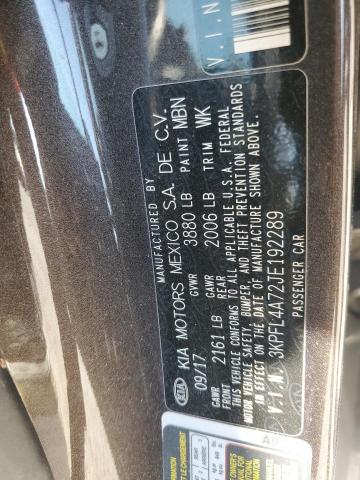 MANUFACTURED BY
KIA KIA MOTORS MEXICO S.A. DE C.V.
09/17 GVWR 3880 LB PAINT MBN
GAWR FRONT 2161 LB GAWR REAR 2006 LB TRIM WK
THIS VEHICLE CONFORMS TO ALL APPLICABLE U.S.A. FEDERAL
MOTOR VEHICLE SAFETY, BUMPER, AND THEFT PREVENTION STANDARDS
IN EFFECT ON THE DATE OF MANUFACTURE SHOWN ABOVE.
V.I.N. 3KPFL4A72JE192289
PASSENGER CAR
V.I.N